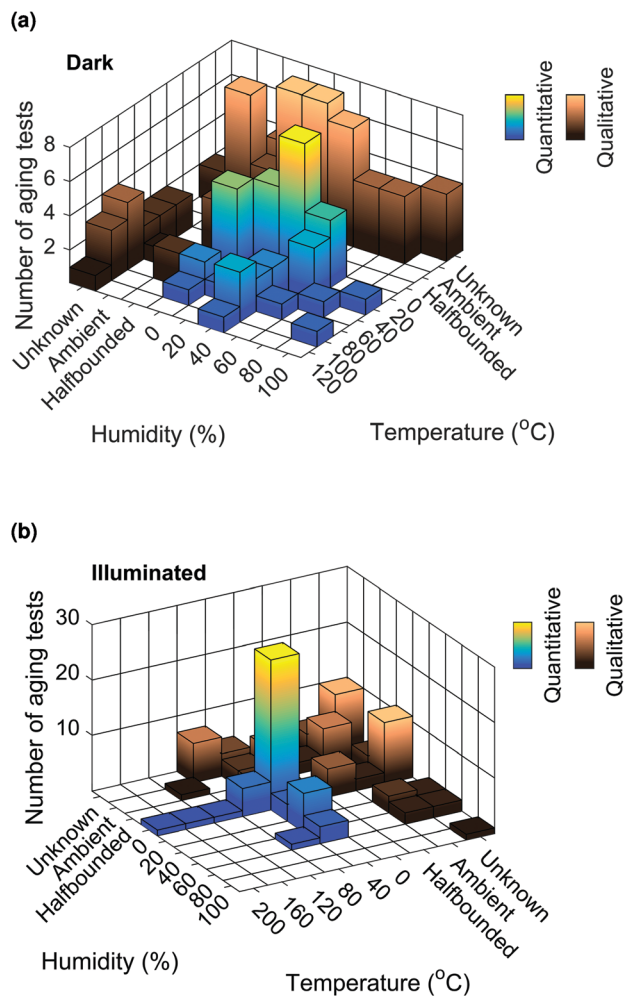 (a)
Dark
Quantitative
Qualitative
Number of aging tests
8
6
4
2
Unknown
Ambient
Halfbounded
0
20
40
60
80
100
Humidity (%)
120
100
80
60
40
20
0
Halfbounded
Ambient
Unknown
Temperature (°C)
(b)
Illuminated
Quantitative
Qualitative
Number of aging tests
30
20
10
Unknown
Ambient
Halfbounded
0
20
40
60
80
100
Humidity (%)
200
160
120
80
40
0
Halfbounded
Ambient
Unknown
Temperature (°C)